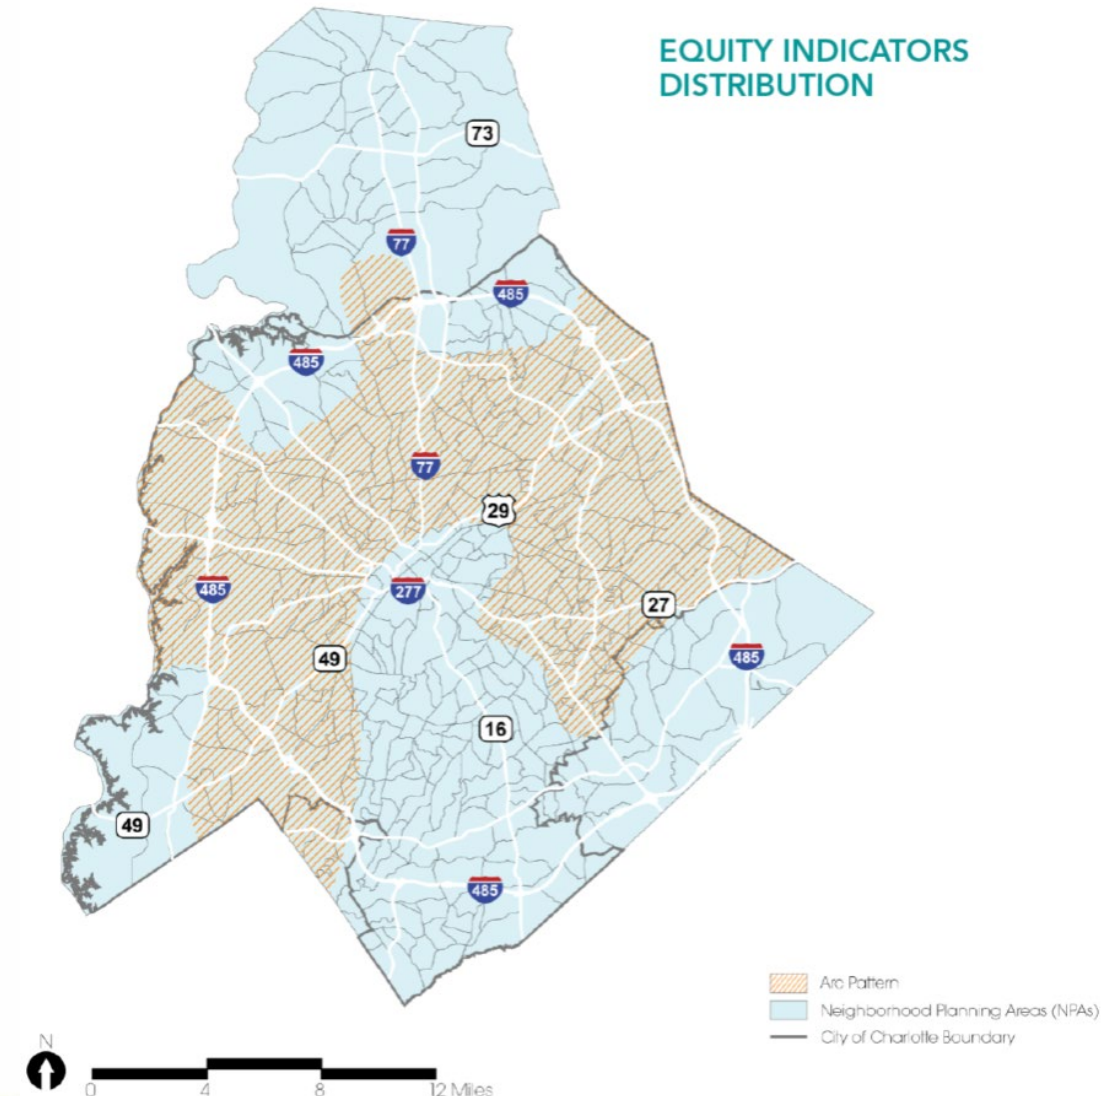 EQUITY INDICATORS
DISTRIBUTION
73
77
485
485
77
29
485
277
27
49
485
16
49
485
Arc Pattern
Neighborhood Planning Areas (NPAs)
City of Charlotte Boundary
N
0 4 8 12 Miles